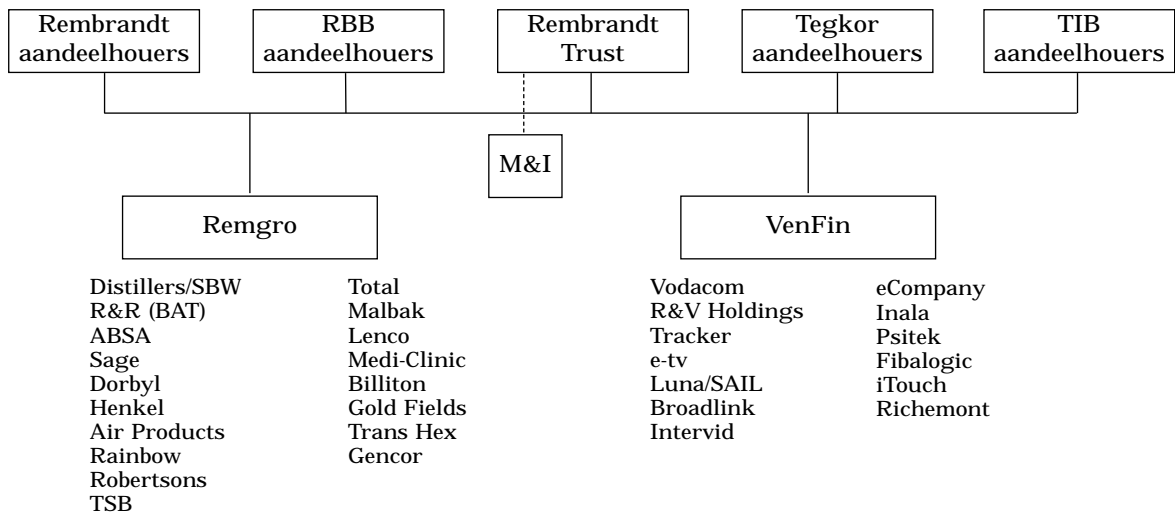 Rembrandt
aandeelhouers
RBB
aandeelhouers
Rembrandt
Trust
Tegkor
aandeelhouers
TIB
aandeelhouers
M&I
Remgro
VenFin
Distillers/SBW
R&R (BAT)
ABSA
Sage
Dorbyl
Henkel
Air Products
Rainbow
Robertsons
TSB
Total
Malbak
Lenco
Medi-Clinic
Billiton
Gold Fields
Trans Hex
Gencor
Vodacom
R&V Holdings
Tracker
e-tv
Luna/SAIL
Broadlink
Intervid
eCompany
Inala
Psitek
Fibalogic
iTouch
Richemont